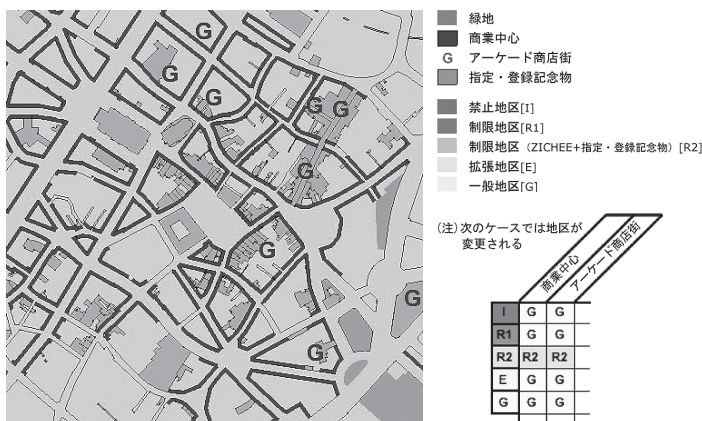 G
G
G
G
G
G
G
G
G
緑地
商業中心
G アーケード商店街
指定・登録記念物
禁止地区[I]
制限地区[R1]
制限地区（ZICHEE+指定・登録記念物）[R2]
拡張地区[E]
一般地区[G]
（注）次のケースでは地区が
変更される
商業中心
アーケード商店街
I G G
R1 G G
R2 R2 R2
E G G
G G G